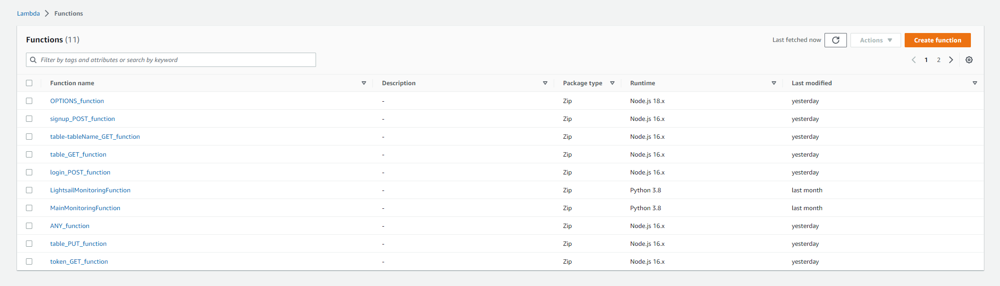 Lambda > Functions
Functions (11) Last fetched now Actions Create function
Filter by tags and attributes or search by keyword 1 2
Function name Description Package type Runtime Last modified
OPTIONS_function - Zip Node.js 18.x yesterday
signup_POST_function - Zip Node.js 16.x yesterday
table-tableName_GET_function - Zip Node.js 16.x yesterday
table_GET_function - Zip Node.js 16.x yesterday
login_POST_function - Zip Node.js 16.x yesterday
LightsailMonitoringFunction - Zip Python 3.8 last month
MainMonitoringFunction - Zip Python 3.8 last month
ANY_function - Zip Node.js 16.x yesterday
table_PUT_function - Zip Node.js 16.x yesterday
token_GET_function - Zip Node.js 16.x yesterday